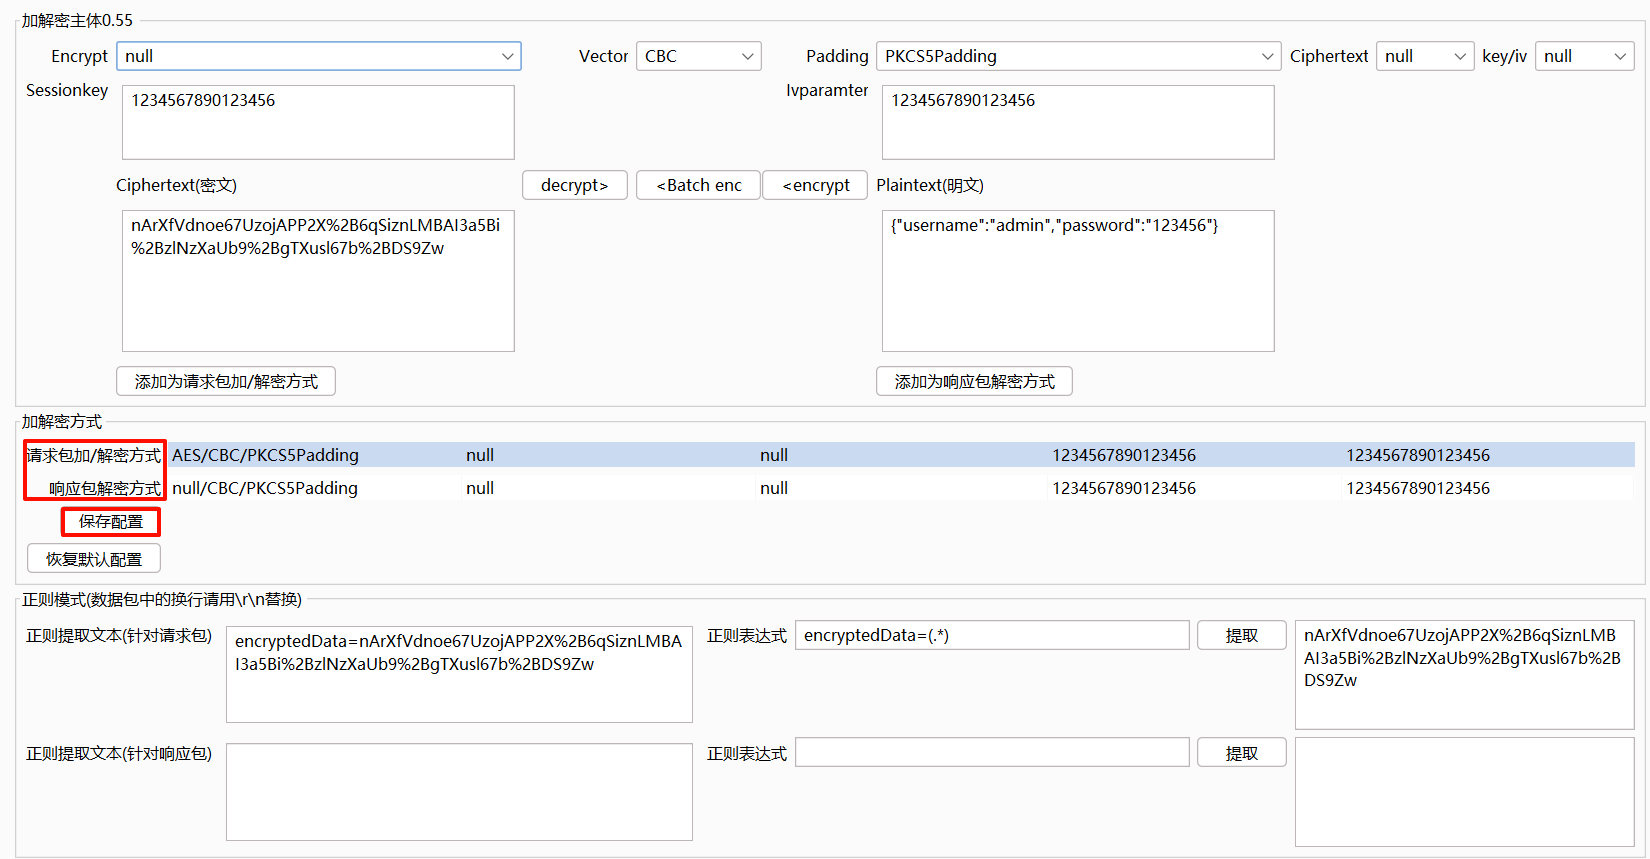 加解密主体0.55
Encrypt null Vector CBC Padding PKCS5Padding Ciphertext null key/iv null
Sessionkey 1234567890123456 Ivparamter 1234567890123456
Ciphertext(密文) decrypt> <Batch enc <encrypt Plaintext(明文)
nArXfVdnoe67UzojAPP2X%2B6qSiznLMBAI3a5Bi
%2BzlNzXaUb9%2BgTXusl67b%2BDS9Zw
{"username":"admin","password":"123456"}
添加为请求包加/解密方式 添加为响应包解密方式
加解密方式
请求包加/解密方式 AES/CBC/PKCS5Padding null null 1234567890123456 1234567890123456
响应包解密方式 null/CBC/PKCS5Padding null null 1234567890123456 1234567890123456
保存配置
恢复默认配置
正则模式(数据包中的换行请用\r\n替换)
正则提取文本(针对请求包)
encryptedData=nArXfVdnoe67UzojAPP2X%2B6qSiznLMBA
I3a5Bi%2BzlNzXaUb9%2BgTXusl67b%2BDS9Zw
正则表达式 encryptedData=(.*) 提取
nArXfVdnoe67UzojAPP2X%2B6qSiznLMB
AI3a5Bi%2BzlNzXaUb9%2BgTXusl67b%2B
DS9Zw
正则提取文本(针对响应包) 正则表达式 提取